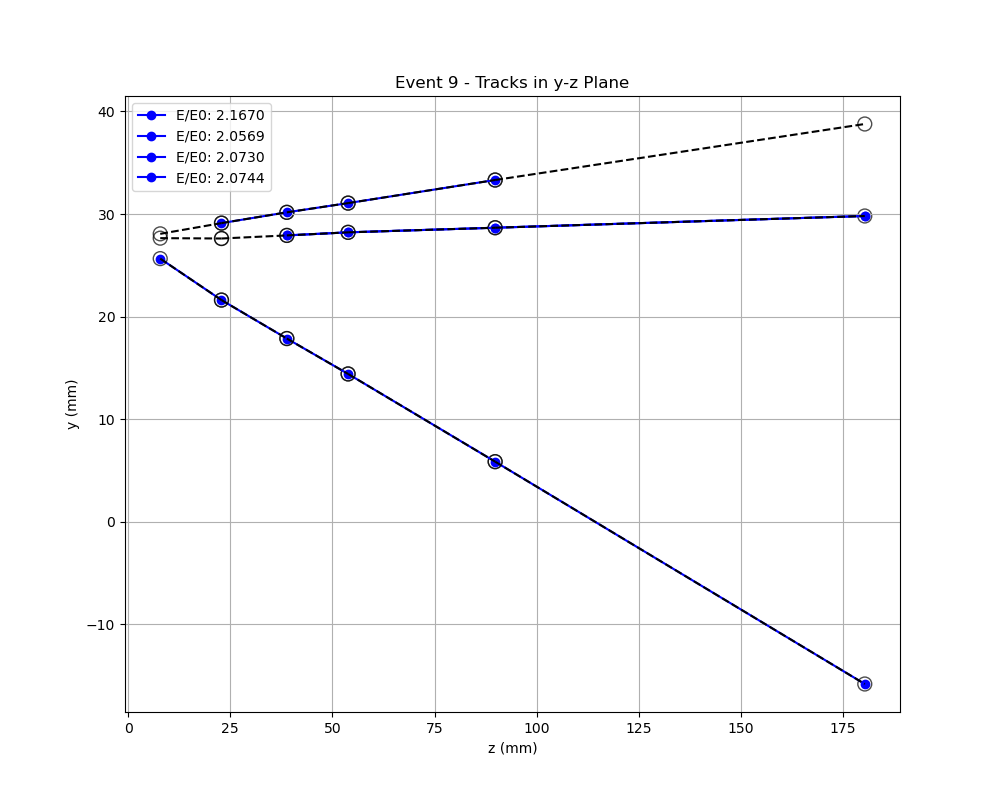 Event 9 - Tracks in y-z Plane
E/E0: 2.1670
E/E0: 2.0569
E/E0: 2.0730
E/E0: 2.0744
40
30
20
10
0
−10
y (mm)
0 25 50 75 100 125 150 175
z (mm)